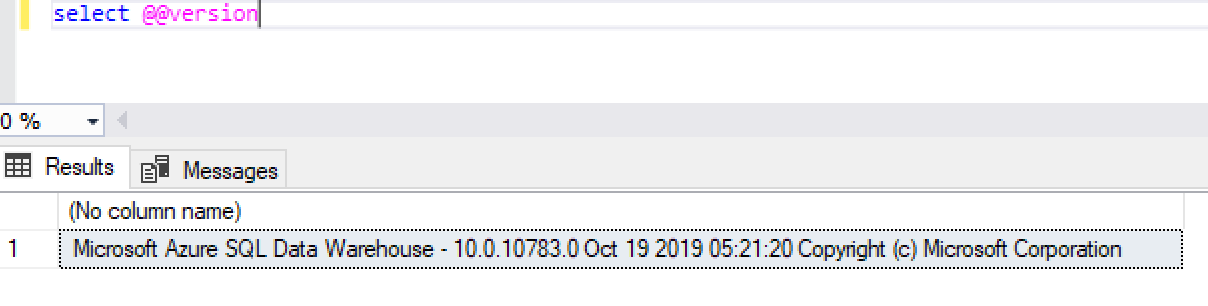 select @@version
0 %
Results
Messages
(No column name)
1 Microsoft Azure SQL Data Warehouse - 10.0.10783.0 Oct 19 2019 05:21:20 Copyright (c) Microsoft Corporation